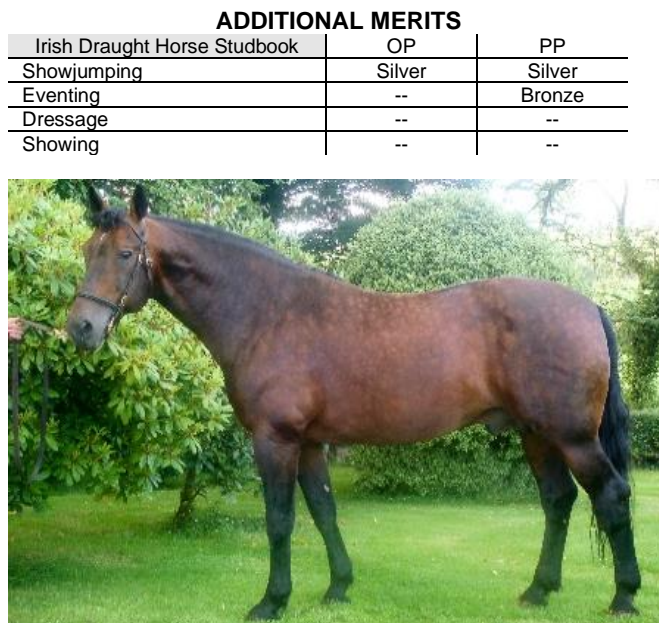 ADDITIONAL MERITS
Irish Draught Horse Studbook OP PP
Showjumping Silver Silver
Eventing -- Bronze
Dressage -- --
Showing -- --